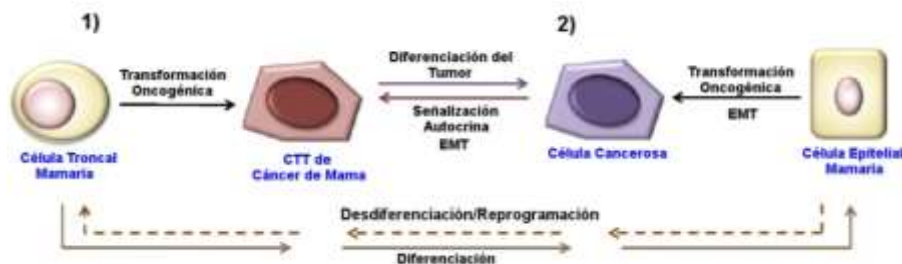 1)
2)
Transformación
Oncogénica
Diferenciación del
Tumor
Señalización
Autocrina
EMT
Transformación
Oncogénica
EMT
Célula Troncal
Mamaria
CTT de
Cáncer de Mama
Célula Cancerosa
Célula Epitelial
Mamaria
Desdiferenciación/Reprogramación
Diferenciación